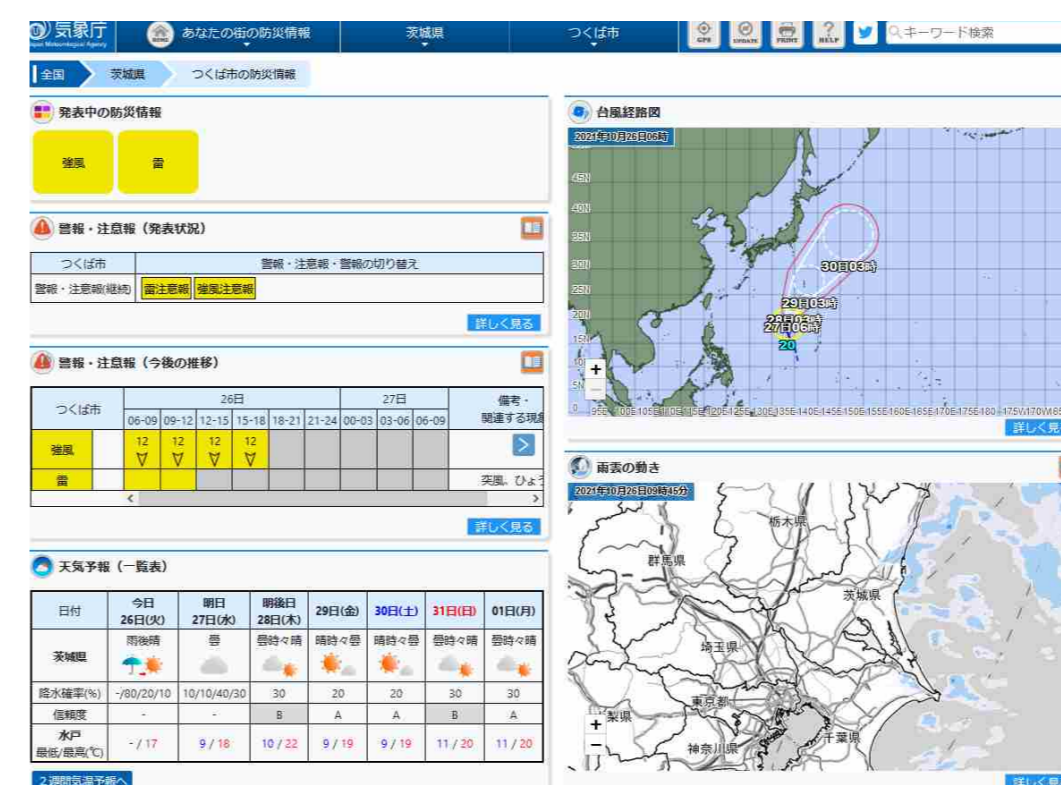 気象庁
Japan Meteorological Agency
HOME
あなたの街の防災情報
茨城県
つくば市
GPS
UPDATE
PRINT
HELP
キーワード検索
全国
茨城県
つくば市の防災情報
発表中の防災情報
強風
雷
警報・注意報（発表状況）
つくば市 警報・注意報・警報の切り替え
警報・注意報(継続) 雷注意報 強風注意報
詳しく見る
警報・注意報（今後の推移）
つくば市 26日 27日 備考・
関連する現象
06-09 09-12 12-15 15-18 18-21 21-24 00-03 03-06 06-09
強風 12 12 12 12
雷 突風、ひょう
詳しく見る
天気予報（一覧表）
日付 今日 26日(火) 明日 27日(水) 明後日 28日(木) 29日(金) 30日(土) 31日(日) 01日(月)
茨城県 雨後晴 曇 曇時々晴 晴時々曇 晴時々曇 曇時々晴 曇時々晴
降水確率(%) -/80/20/10 10/10/40/30 30 20 20 30 30
信頼度 - - B A A B A
水戸
最低/最高(℃) - / 17 9 / 18 10 / 22 9 / 19 9 / 19 11 / 20 11 / 20
2週間気温予報へ
台風経路図
2021年10月26日06時
45N
40N
35N
30N
25N
20N
15N
5N
0
30日03時
29日03時
28日03時
27日06時
20
+
−
詳しく見
雨雲の動き
2021年10月26日09時45分
栃木県
群馬県
茨城県
埼玉県
東京都
梨県
千葉県
神奈川県
+
−
詳しく見